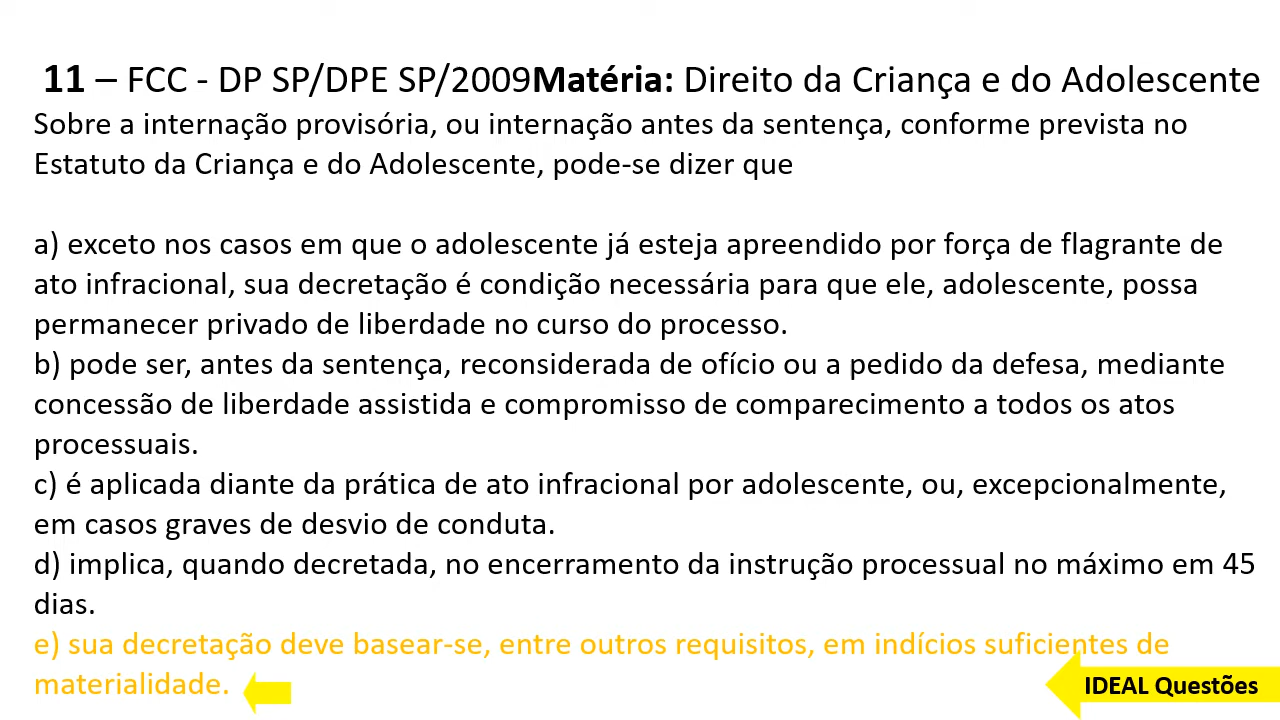 11 – FCC - DP SP/DPE SP/2009Matéria: Direito da Criança e do Adolescente
Sobre a internação provisória, ou internação antes da sentença, conforme prevista no
Estatuto da Criança e do Adolescente, pode-se dizer que
a) exceto nos casos em que o adolescente já esteja apreendido por força de flagrante de
ato infracional, sua decretação é condição necessária para que ele, adolescente, possa
permanecer privado de liberdade no curso do processo.
b) pode ser, antes da sentença, reconsiderada de ofício ou a pedido da defesa, mediante
concessão de liberdade assistida e compromisso de comparecimento a todos os atos
processuais.
c) é aplicada diante da prática de ato infracional por adolescente, ou, excepcionalmente,
em casos graves de desvio de conduta.
d) implica, quando decretada, no encerramento da instrução processual no máximo em 45
dias.
e) sua decretação deve basear-se, entre outros requisitos, em indícios suficientes de
materialidade.
IDEAL Questões